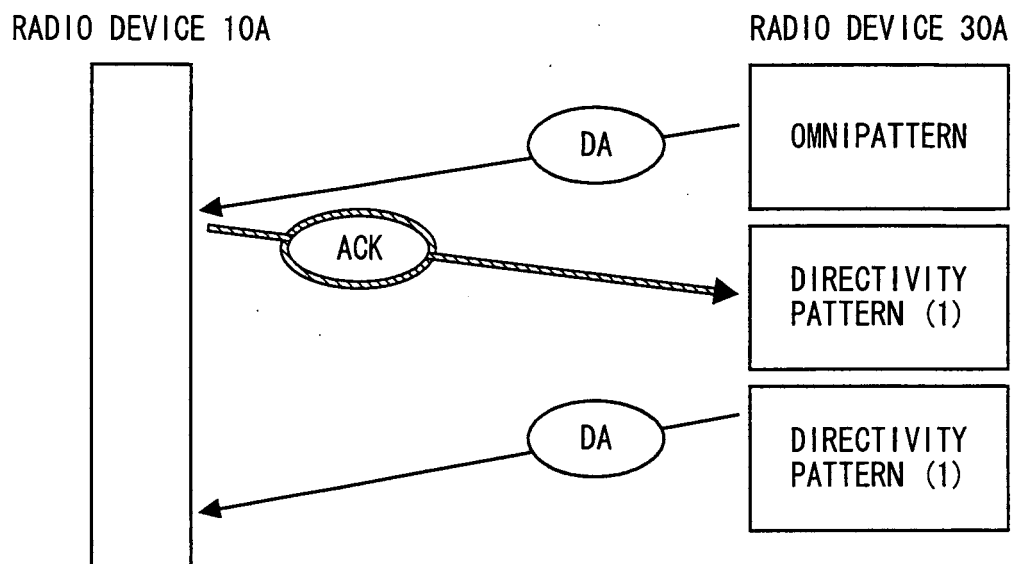 RADIO DEVICE 10A
RADIO DEVICE 30A
DA
OMNIPATTERN
ACK
DIRECTIVITY
PATTERN (1)
DA
DIRECTIVITY
PATTERN (1)